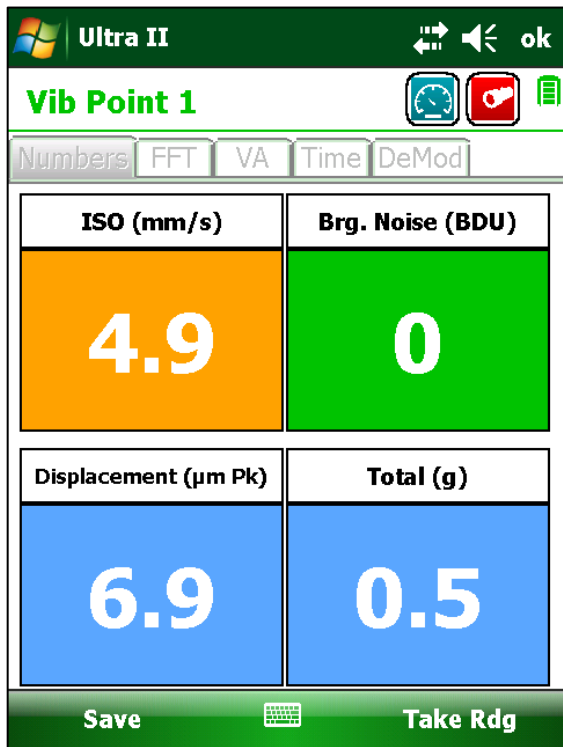 Ultra II ok
Vib Point 1
Numbers FFT VA Time DeMod
ISO (mm/s) Brg. Noise (BDU)
4.9 0
Displacement (µm Pk) Total (g)
6.9 0.5
Save Take Rdg